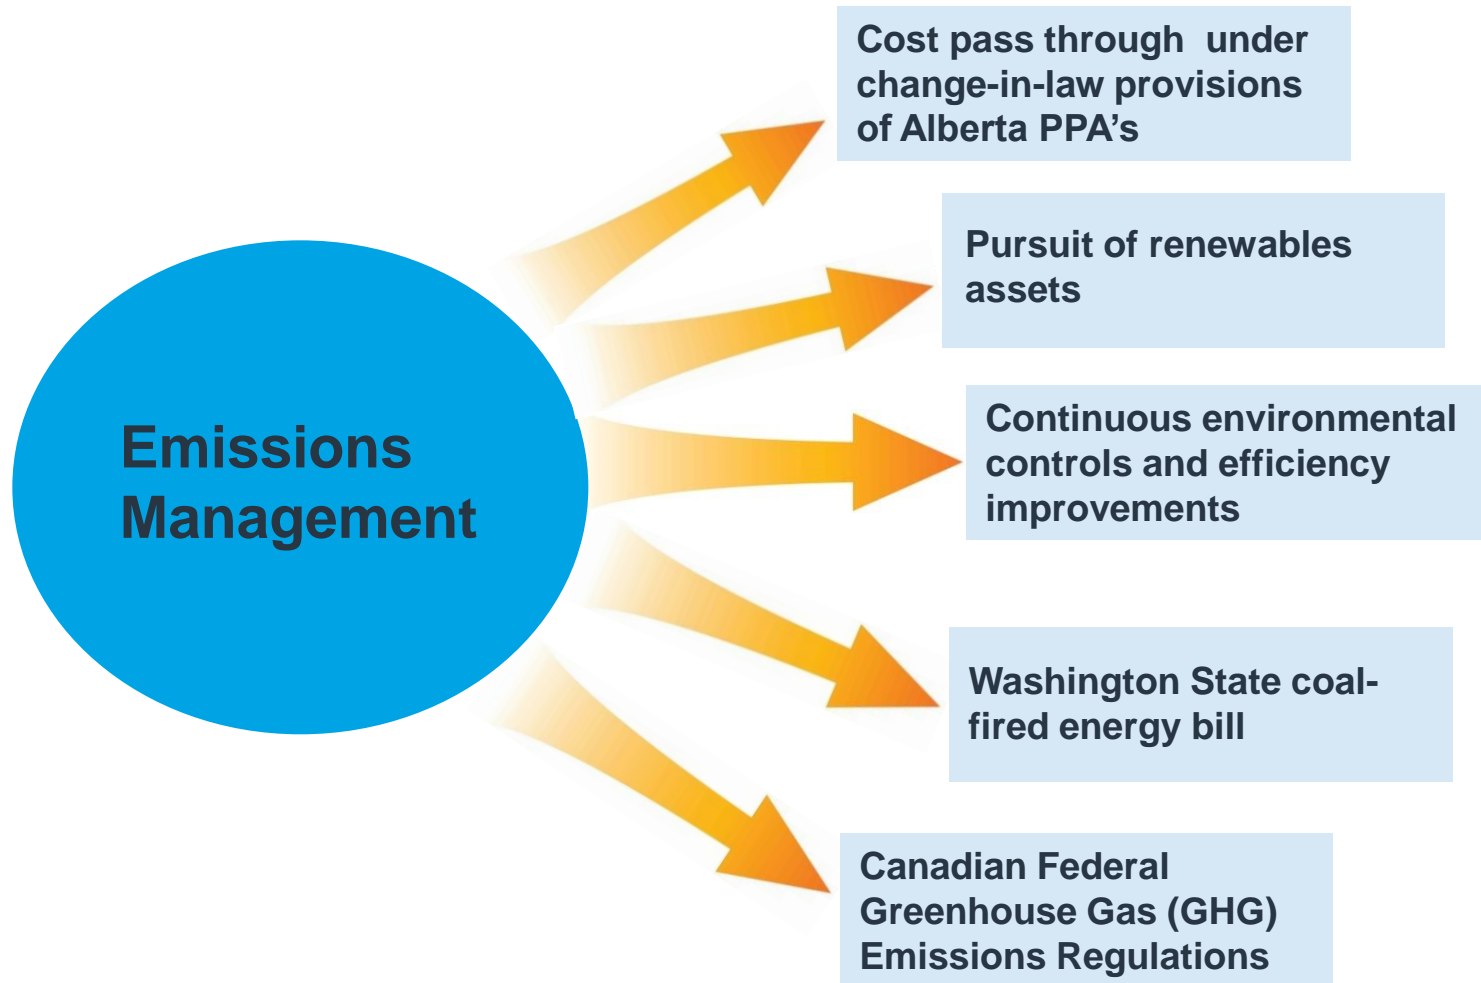 Cost pass through  under
change-in-law provisions
of Alberta PPA’s
Pursuit of renewables
assets
Emissions
Management
Continuous environmental
controls and efficiency
improvements
Washington State coal-
fired energy bill
Canadian Federal
Greenhouse Gas (GHG)
Emissions Regulations